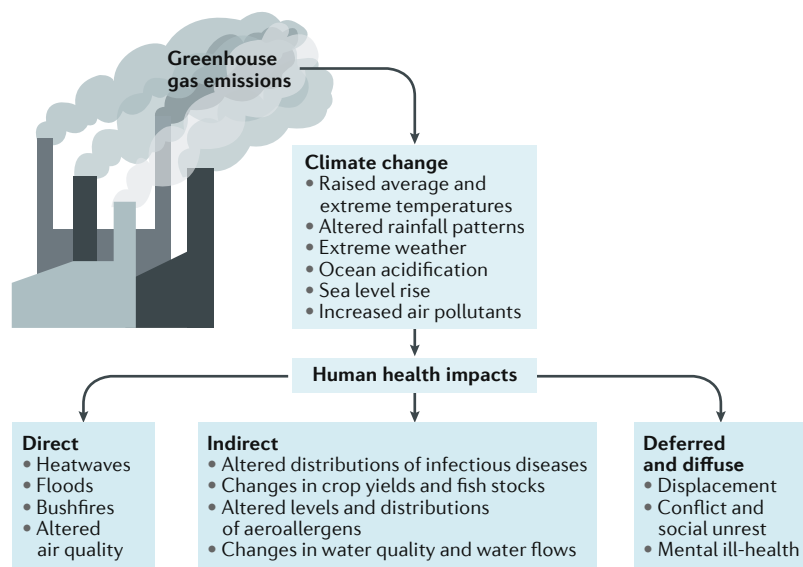 Greenhouse
gas emissions
Climate change
• Raised average and
extreme temperatures
• Altered rainfall patterns
• Extreme weather
• Ocean acidification
• Sea level rise
• Increased air pollutants
Human health impacts
Direct
• Heatwaves
• Floods
• Bushfires
• Altered
air quality
Indirect
• Altered distributions of infectious diseases
• Changes in crop yields and fish stocks
• Altered levels and distributions
of aeroallergens
• Changes in water quality and water flows
Deferred
and diffuse
• Displacement
• Conflict and
social unrest
• Mental ill-health